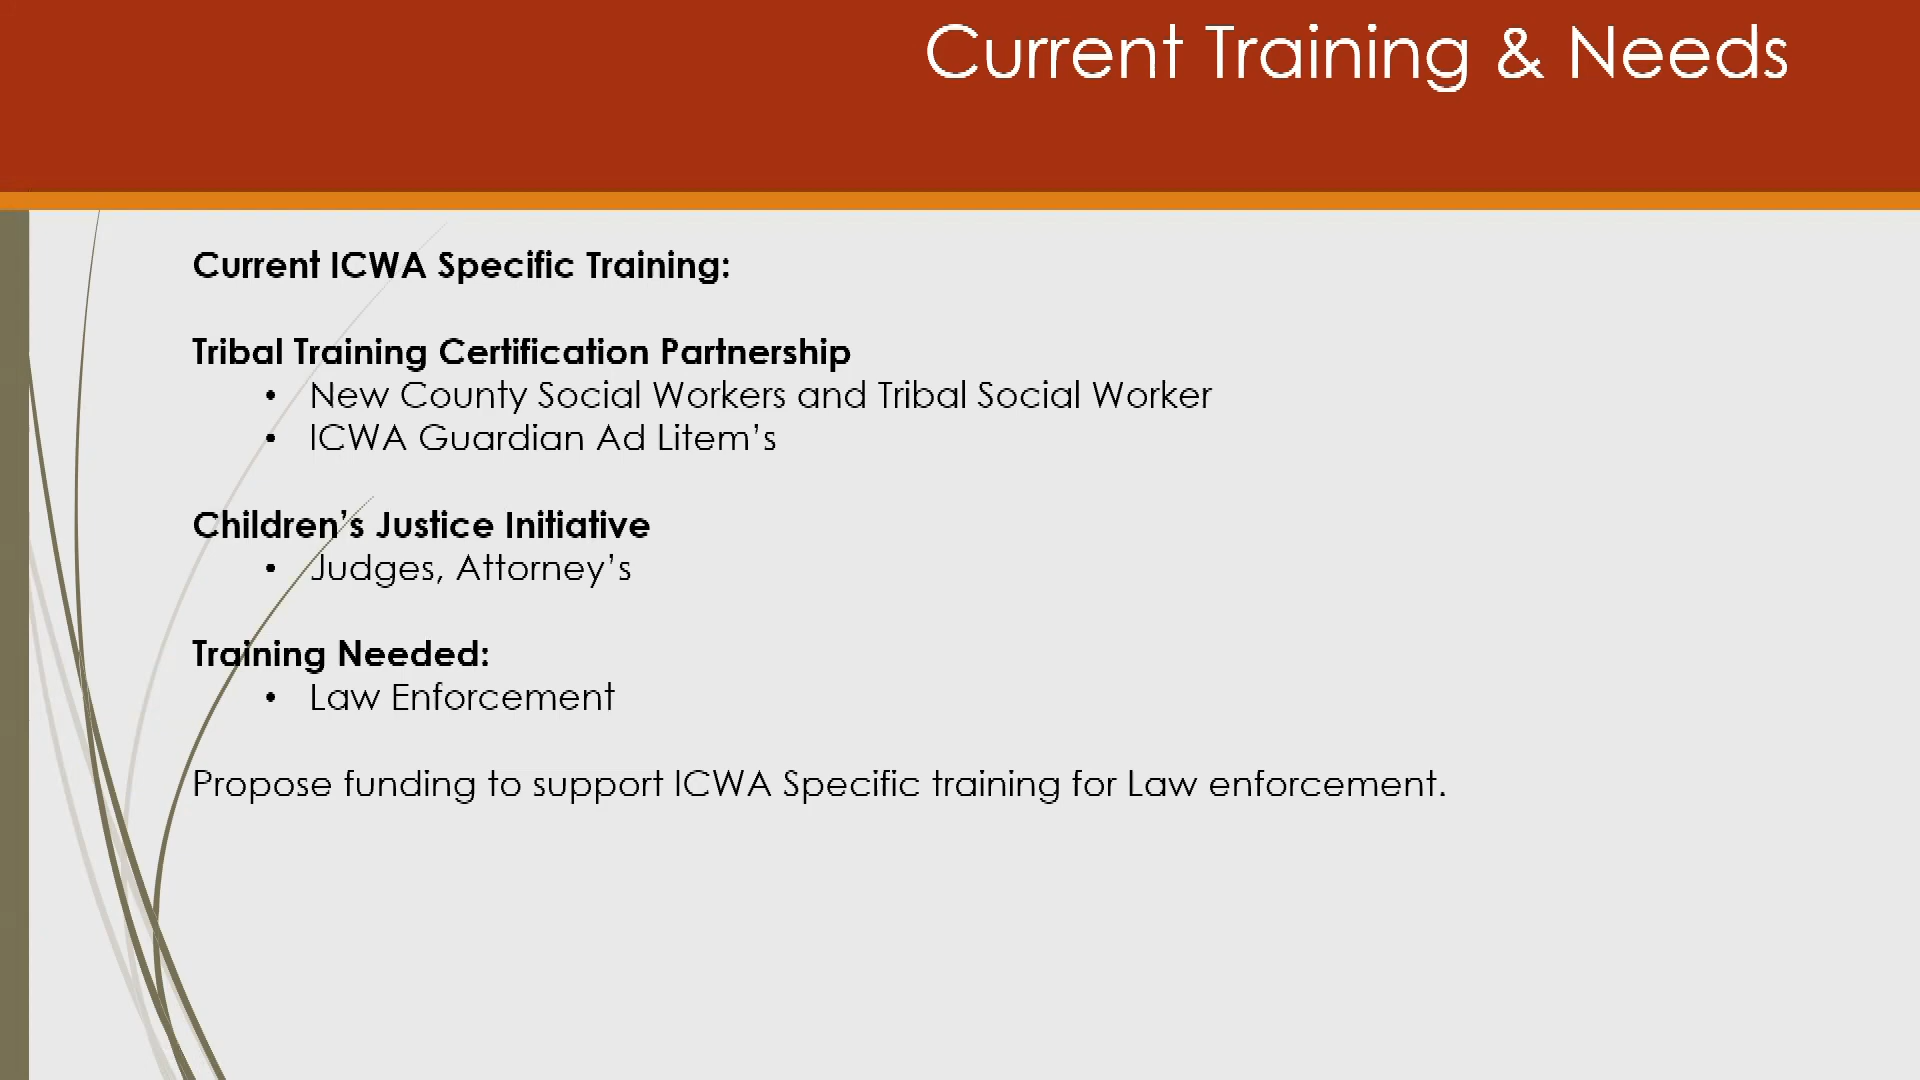 Current Training & Needs
Current ICWA Specific Training:
Tribal Training Certification Partnership
• New County Social Workers and Tribal Social Worker
• ICWA Guardian Ad Litem’s
Children’s Justice Initiative
• Judges, Attorney’s
Training Needed:
• Law Enforcement
Propose funding to support ICWA Specific training for Law enforcement.